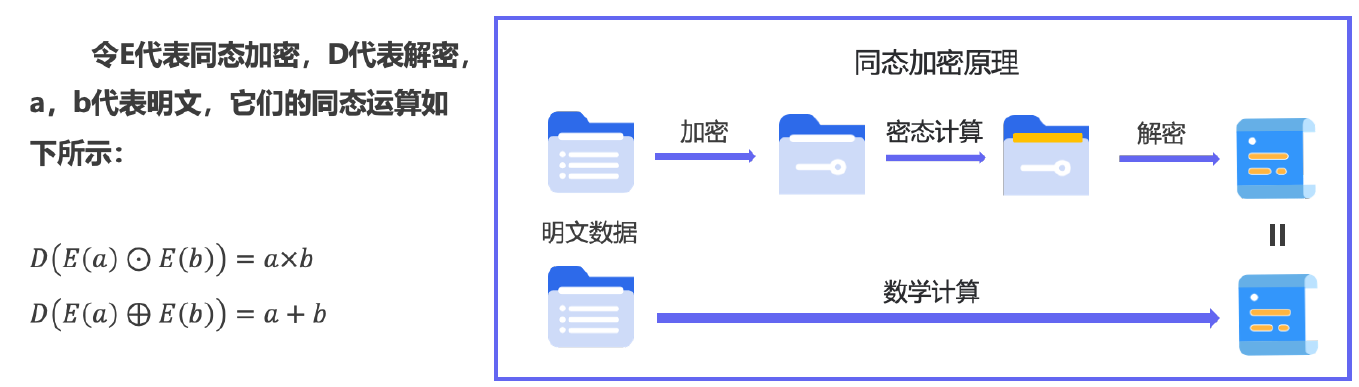 令E代表同态加密，D代表解密，
a，b代表明文，它们的同态运算如
下所示：
D(E(a) ⊙ E(b)) = a×b
D(E(a) ⊕ E(b)) = a + b
同态加密原理
加密
密态计算
解密
明文数据
数学计算